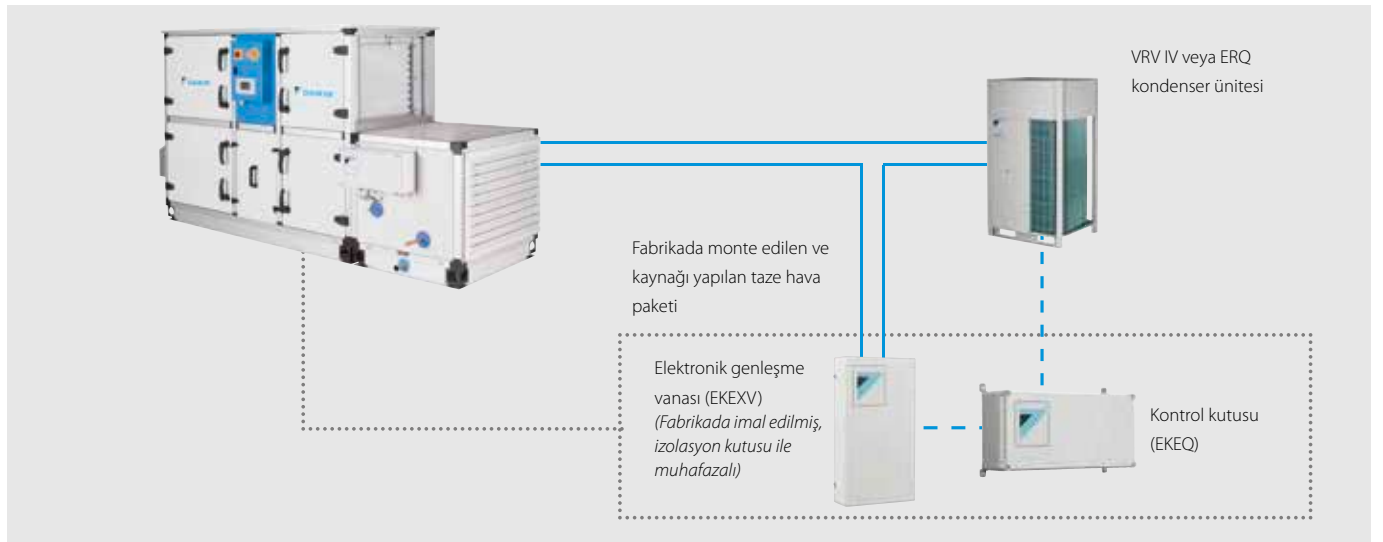 VRV IV veya ERQ
kondenser ünitesi
Fabrikada monte edilen ve
kaynağı yapılan taze hava
paketi
Elektronik genleşme
vanası (EKEXV)
(Fabrikada imal edilmiş,
izolasyon kutusu ile
muhafazalı)
Kontrol kutusu
(EKEQ)